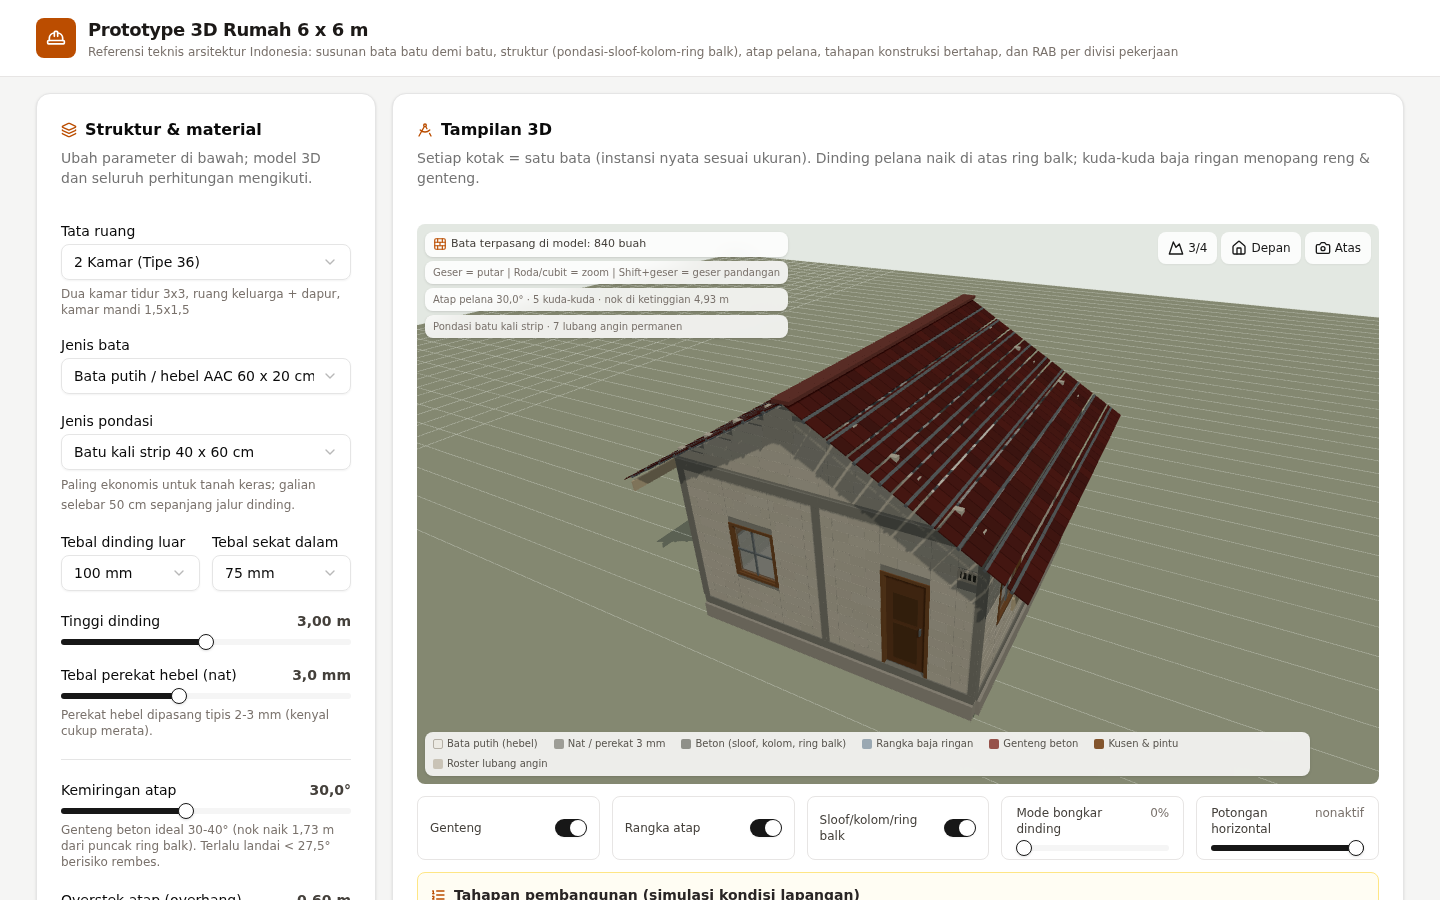 Prototype 3D Rumah 6 x 6 m
Referensi teknis arsitektur Indonesia: susunan bata batu demi batu, struktur (pondasi-sloof-kolom-ring balk), atap pelana, tahapan konstruksi bertahap, dan RAB per divisi pekerjaan
Struktur & material
Ubah parameter di bawah; model 3D
dan seluruh perhitungan mengikuti.
Tata ruang
2 Kamar (Tipe 36)
Dua kamar tidur 3x3, ruang keluarga + dapur,
kamar mandi 1,5x1,5
Jenis bata
Bata putih / hebel AAC 60 x 20 cm
Jenis pondasi
Batu kali strip 40 x 60 cm
Paling ekonomis untuk tanah keras; galian
selebar 50 cm sepanjang jalur dinding.
Tebal dinding luar
Tebal sekat dalam
100 mm
75 mm
Tinggi dinding
3,00 m
Tebal perekat hebel (nat)
3,0 mm
Perekat hebel dipasang tipis 2-3 mm (kenyal
cukup merata).
Kemiringan atap
30,0°
Genteng beton ideal 30-40° (nok naik 1,73 m
dari puncak ring balk). Terlalu landai < 27,5°
berisiko rembes.
Overstek atap (overhang)
0,60 m
Tampilan 3D
Setiap kotak = satu bata (instansi nyata sesuai ukuran). Dinding pelana naik di atas ring balk; kuda-kuda baja ringan menopang reng &
genteng.
Bata terpasang di model: 840 buah
Geser = putar | Roda/cubit = zoom | Shift+geser = geser pandangan
Atap pelana 30,0° · 5 kuda-kuda · nok di ketinggian 4,93 m
Pondasi batu kali strip · 7 lubang angin permanen
3/4
Depan
Atas
Bata putih (hebel)
Nat / perekat 3 mm
Beton (sloof, kolom, ring balk)
Rangka baja ringan
Genteng beton
Kusen & pintu
Roster lubang angin
Genteng
Rangka atap
Sloof/kolom/ring
balk
Mode bongkar
dinding
0%
Potongan
horizontal
nonaktif
Tahapan pembangunan (simulasi kondisi lapangan)